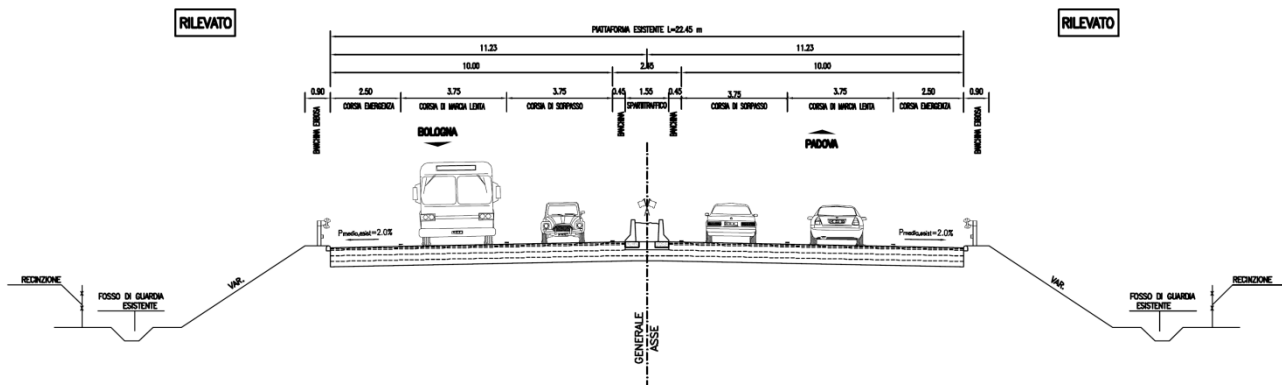 RILEVATO
RILEVATO
PIATTAFORMA ESISTENTE L=22.45 m
11.23 11.23
10.00 2.45 10.00
0.90 2.50 3.75 3.75 0.45 1.55 0.45 3.75 3.75 2.50 0.90
CORSIA EMERGENZA CORSIA DI MARCIA LENTA CORSIA DI SORPASSO SPARTITRAFFICO CORSIA DI SORPASSO CORSIA DI MARCIA LENTA CORSIA EMERGENZA
BANCHINA ERBOSA
BANCHINA
BANCHINA
BANCHINA ERBOSA
BOLOGNA
PADOVA
Pmedio,esist=2.0%
Pmedio,esist=2.0%
VAR.
VAR.
RECINZIONE
FOSSO DI GUARDIA
ESISTENTE
FOSSO DI GUARDIA
ESISTENTE
RECINZIONE
GENERALE
ASSE